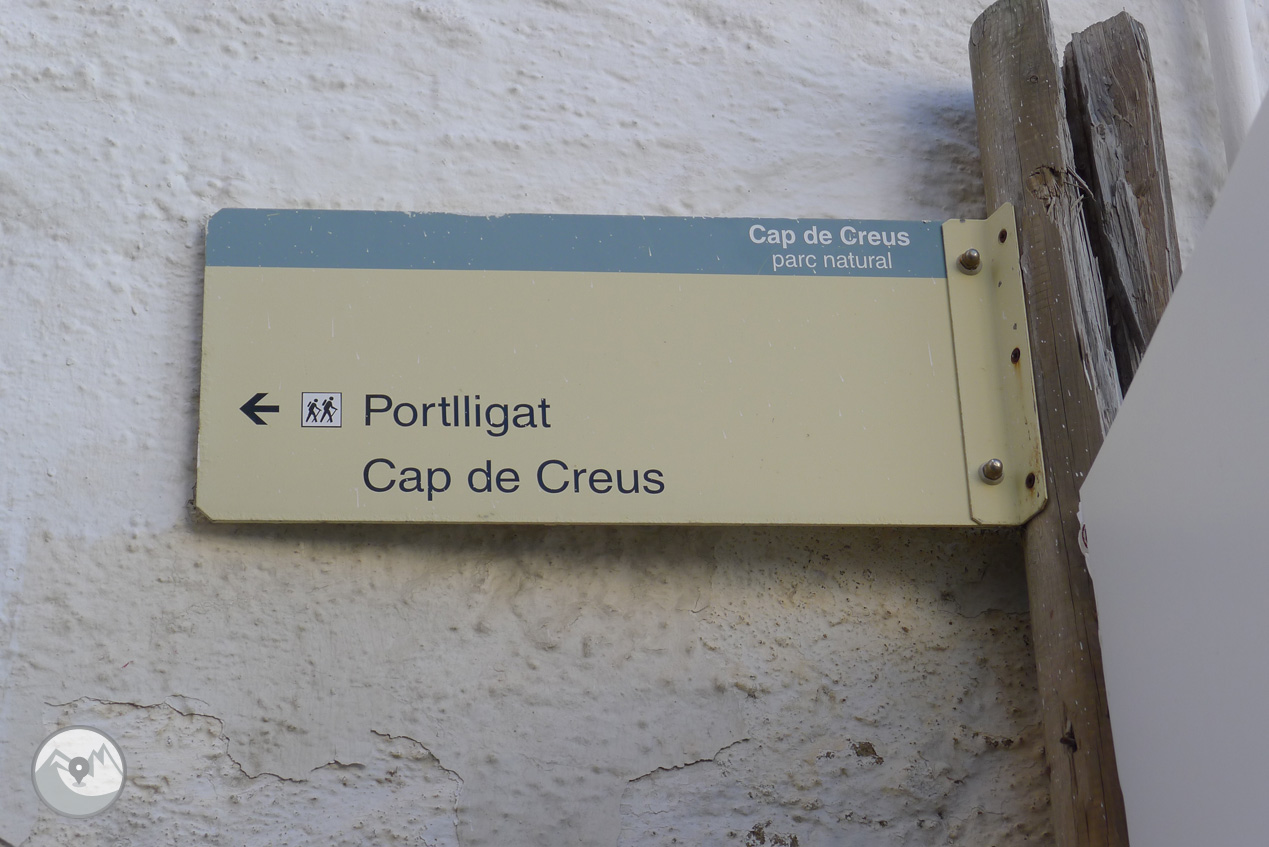 Cap de Creus
parc natural
Portlligat
Cap de Creus